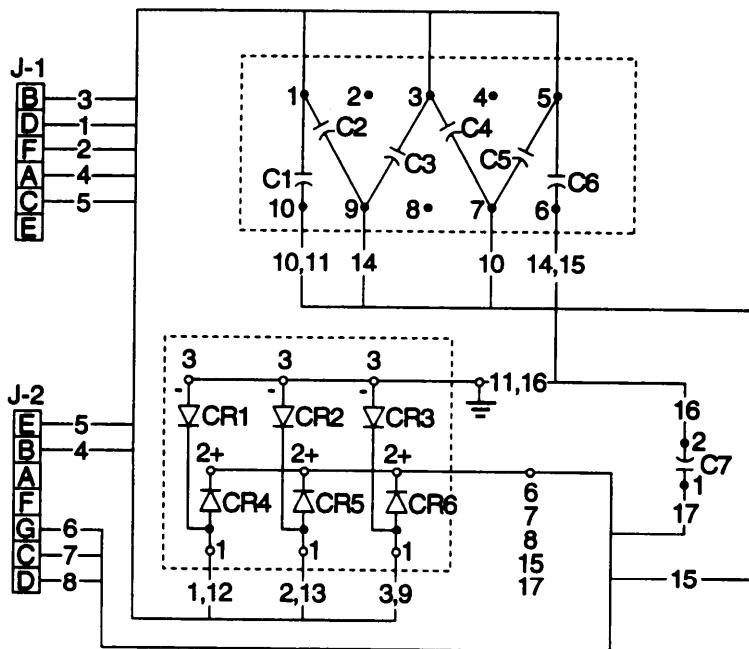 J-1
B 3
D 1
F 2
A 4
C 5
E
1 2 3 4 5
C2 C4
C3 C5
C1 C6
10 9 8 7 6
10,11 14 10 14,15
3 3 3
- - -
11,16
CR1 CR2 CR3
2+ 2+ 2+
CR4 CR5 CR6
1 1 1
1,12 2,13 3,9
6
7
8
15
17
16
2
C7
1
17
15
J-2
E 5
B 4
A
F
G 6
C 7
D 8